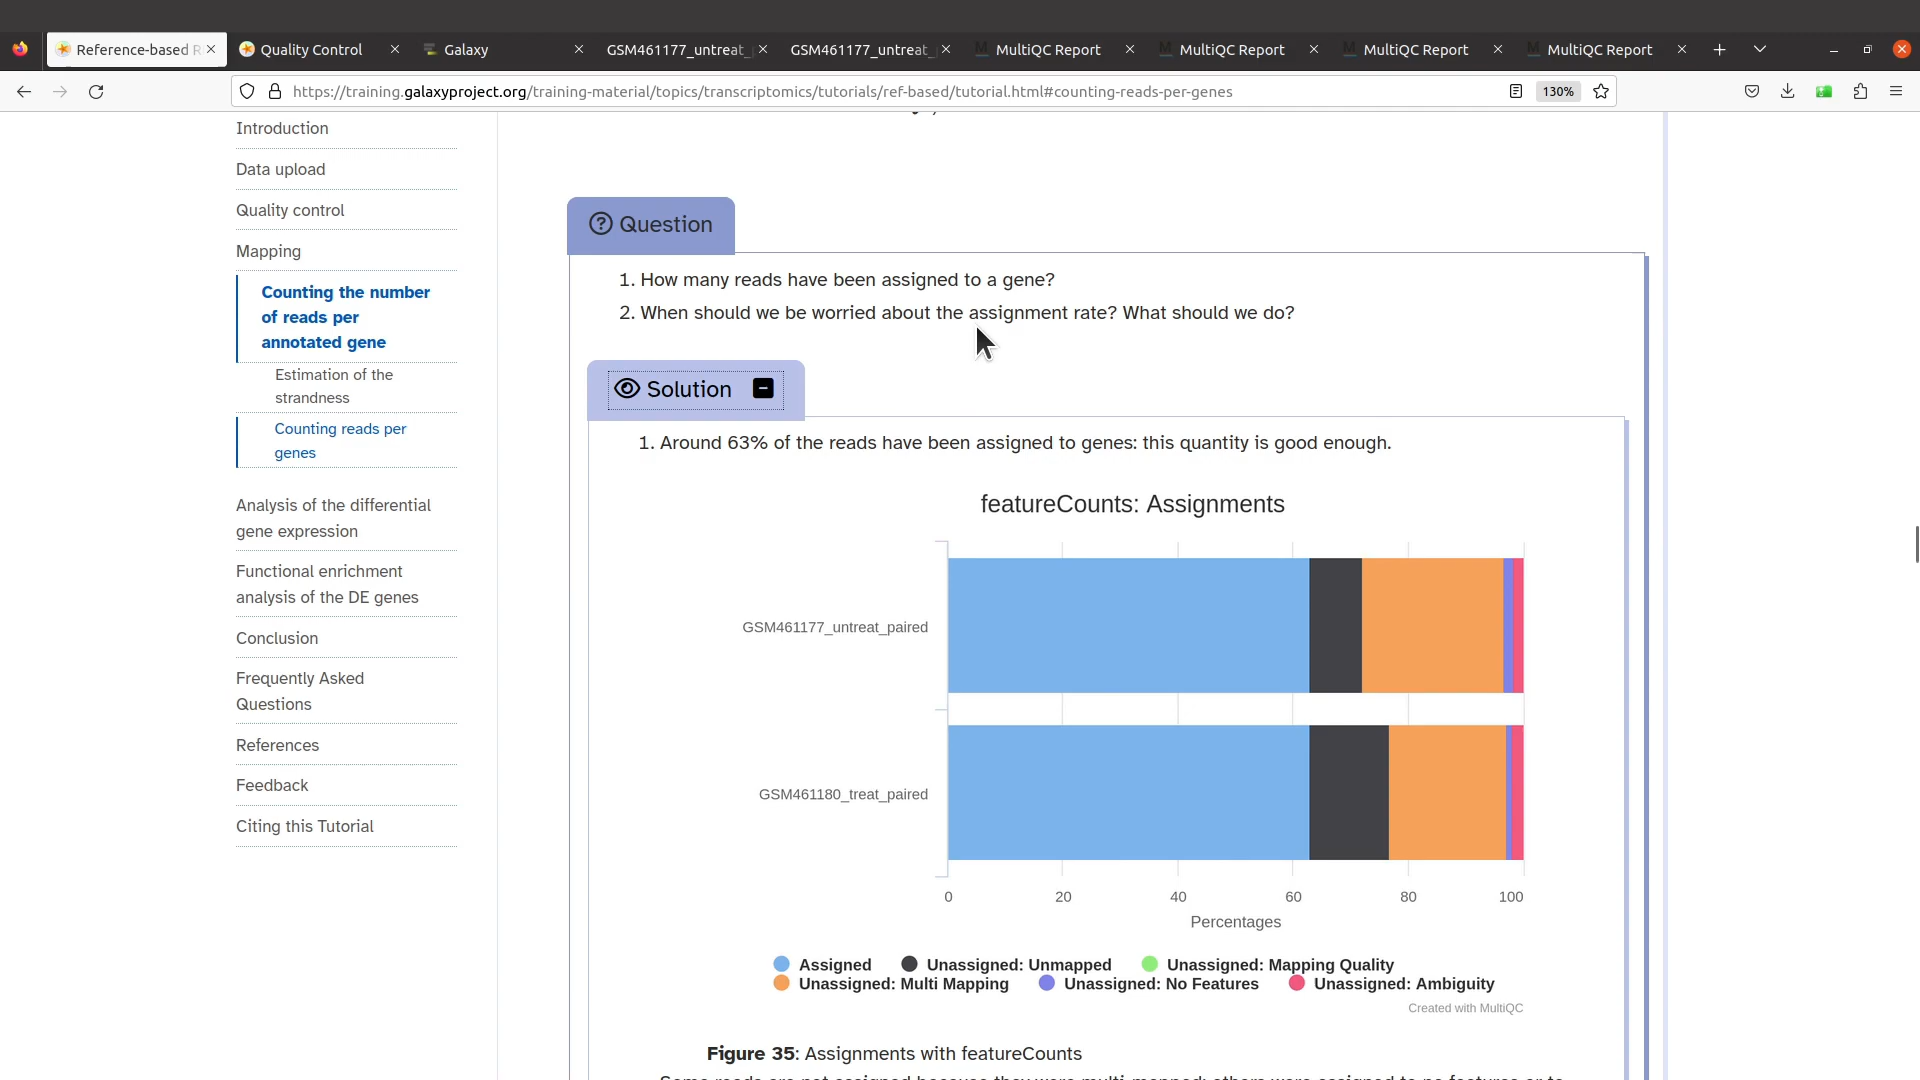 Reference-based R
Quality Control
Galaxy
GSM461177_untreat_
GSM461177_untreat_
MultiQC Report
MultiQC Report
MultiQC Report
MultiQC Report
https://training.galaxyproject.org/training-material/topics/transcriptomics/tutorials/ref-based/tutorial.html#counting-reads-per-genes
130%
Introduction
Data upload
Quality control
Mapping
Counting the number
of reads per
annotated gene
Estimation of the
strandness
Counting reads per
genes
Analysis of the differential
gene expression
Functional enrichment
analysis of the DE genes
Conclusion
Frequently Asked
Questions
References
Feedback
Citing this Tutorial
Question
1. How many reads have been assigned to a gene?
2. When should we be worried about the assignment rate? What should we do?
Solution
1. Around 63% of the reads have been assigned to genes: this quantity is good enough.
featureCounts: Assignments
GSM461177_untreat_paired
GSM461180_treat_paired
0 20 40 60 80 100
Percentages
Assigned Unassigned: Unmapped Unassigned: Mapping Quality
Unassigned: Multi Mapping Unassigned: No Features Unassigned: Ambiguity
Created with MultiQC
Figure 35: Assignments with featureCounts